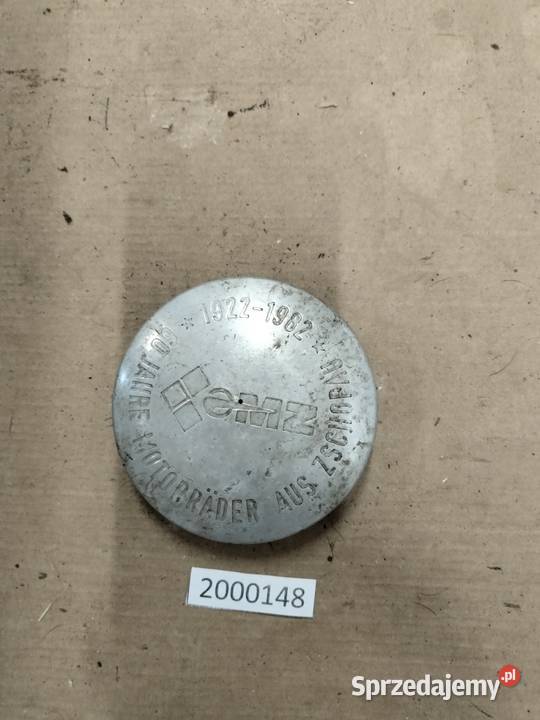 ★ 1922-1982 ★
60 JAHRE MOTORRÄDER AUS ZSCHOPAU
MZ
2000148
Sprzedajemy.pl